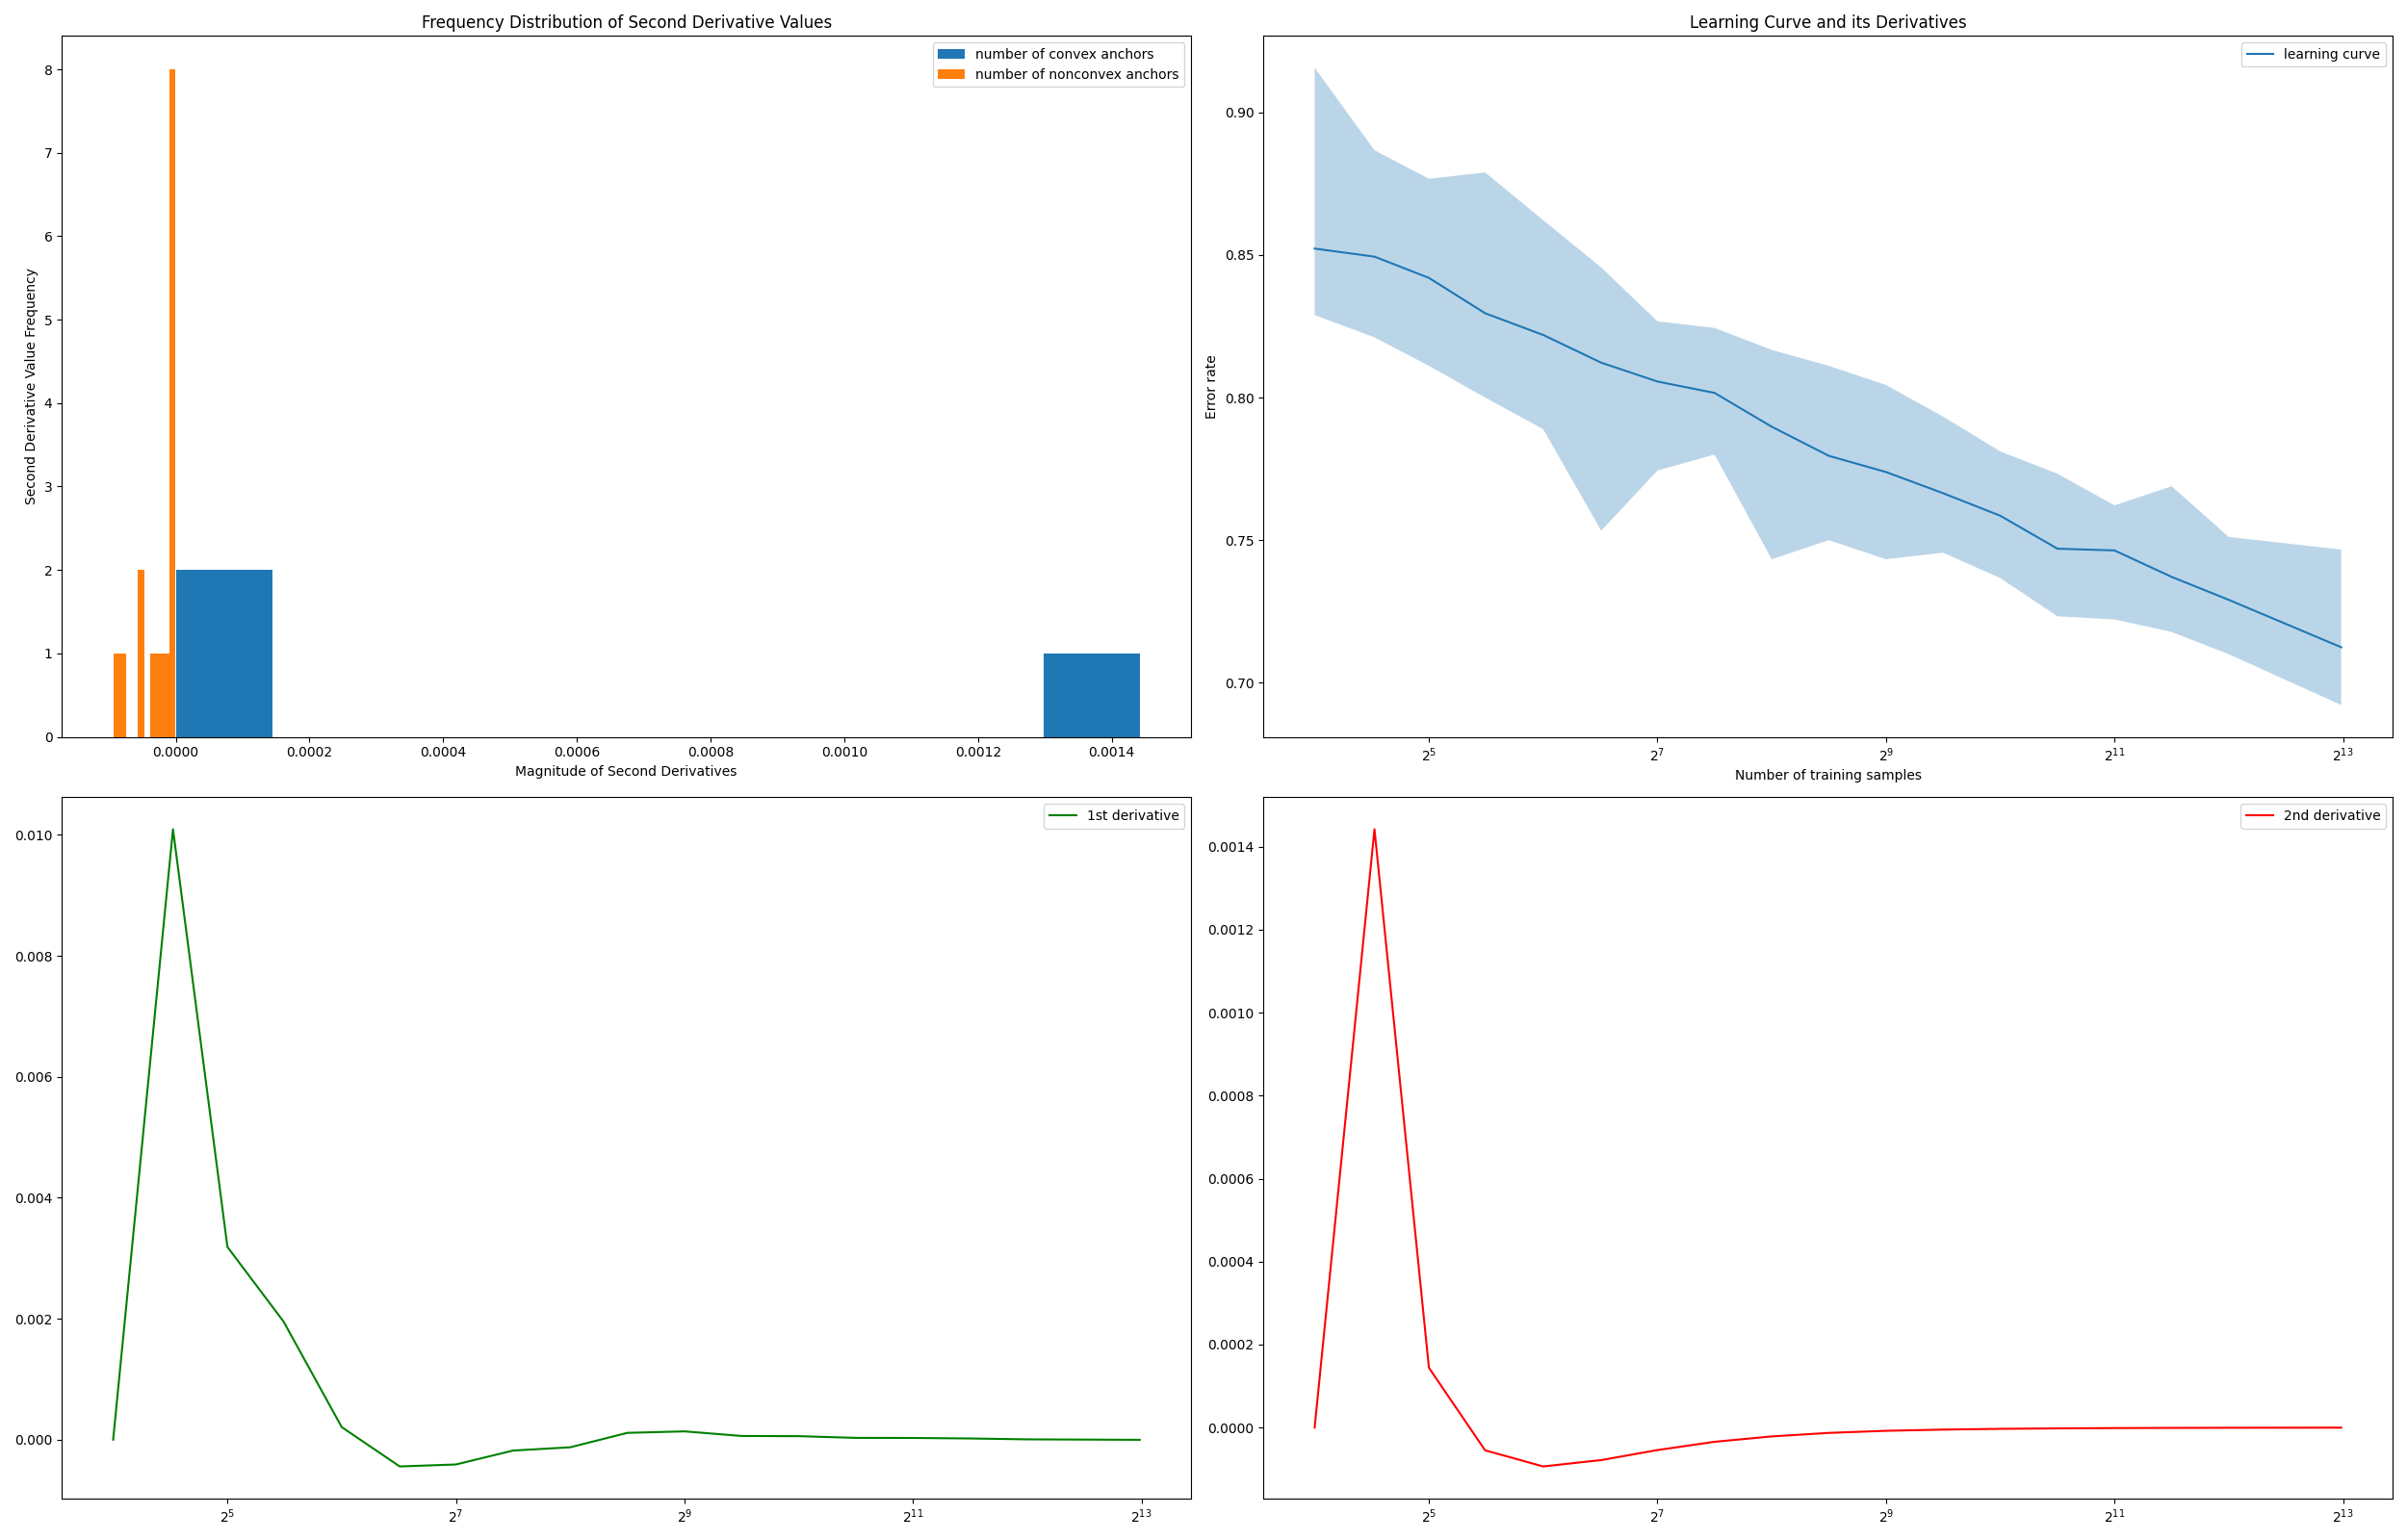 Frequency Distribution of Second Derivative Values
number of convex anchors
number of nonconvex anchors
Second Derivative Value Frequency
8
7
6
5
4
3
2
1
0
0.0000 0.0002 0.0004 0.0006 0.0008 0.0010 0.0012 0.0014
Magnitude of Second Derivatives
Learning Curve and its Derivatives
learning curve
Error rate
0.90
0.85
0.80
0.75
0.70
2^5 2^7 2^9 2^11 2^13
Number of training samples
1st derivative
0.010
0.008
0.006
0.004
0.002
0.000
2^5 2^7 2^9 2^11 2^13
2nd derivative
0.0014
0.0012
0.0010
0.0008
0.0006
0.0004
0.0002
0.0000
2^5 2^7 2^9 2^11 2^13